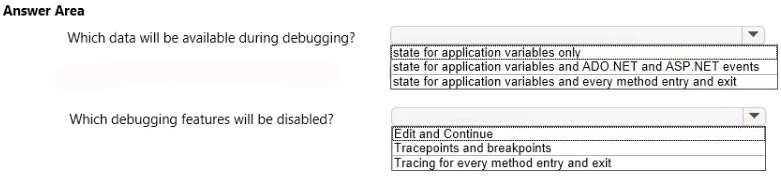 Answer Area
Which data will be available during debugging?
state for application variables only
state for application variables and ADO.NET and ASP.NET events
state for application variables and every method entry and exit
Which debugging features will be disabled?
Edit and Continue
Tracepoints and breakpoints
Tracing for every method entry and exit